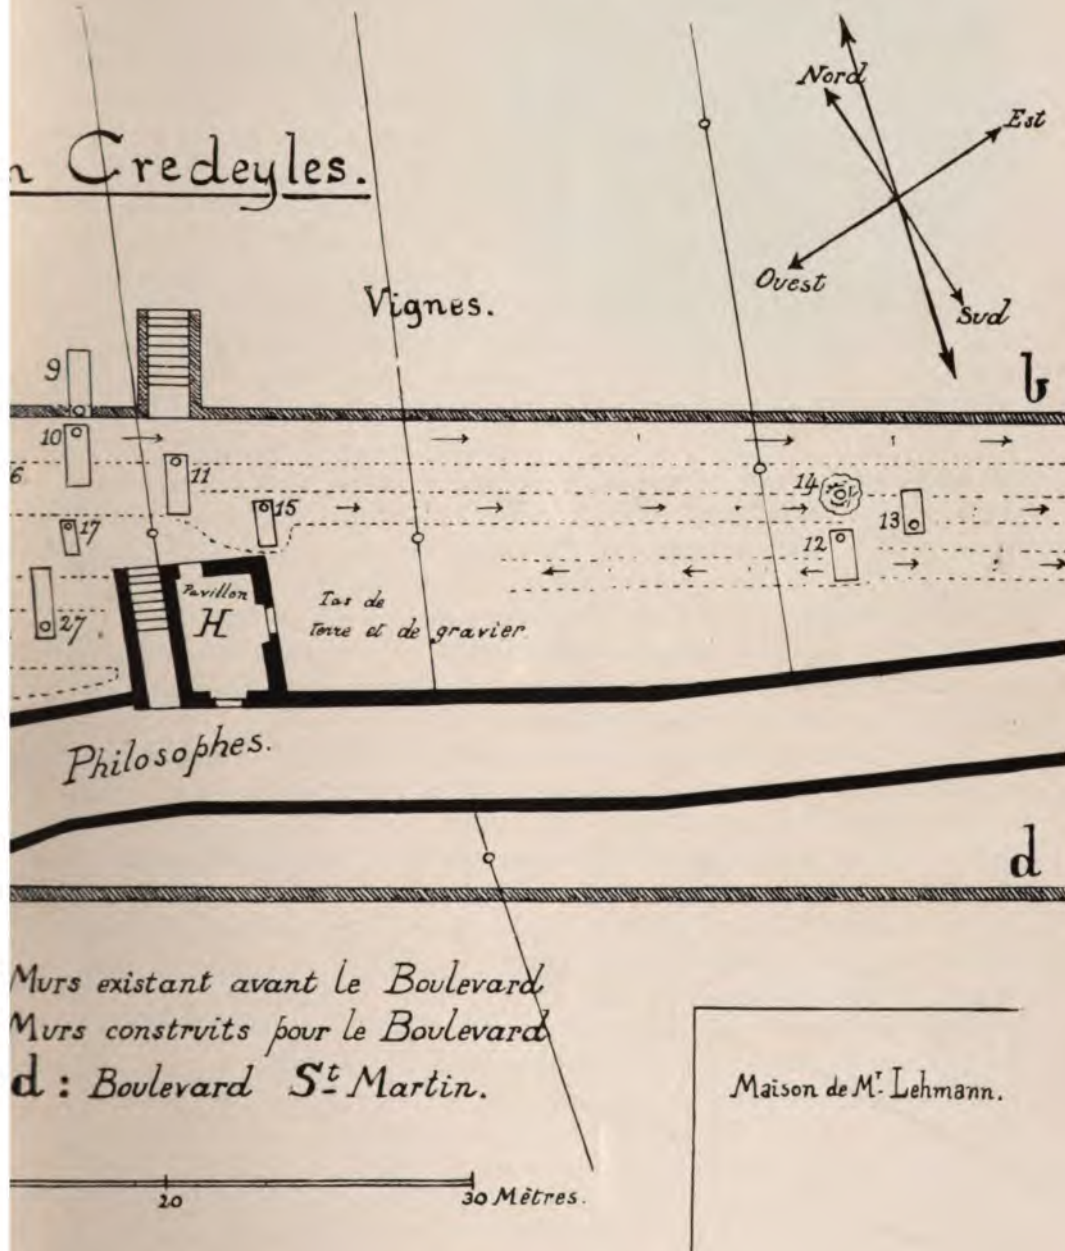 n Credeyles.
Nord
Est
Ouest
Sud
Vignes.
b
9
10
6
11
17
15
14
13
12
27
Pavillon
H
Tas de
Terre et de gravier.
Philosophes.
d
Murs existant avant le Boulevard
Murs construits pour le Boulevard
d : Boulevard St Martin.
Maison de Mr. Lehmann.
20
30 Mètres.